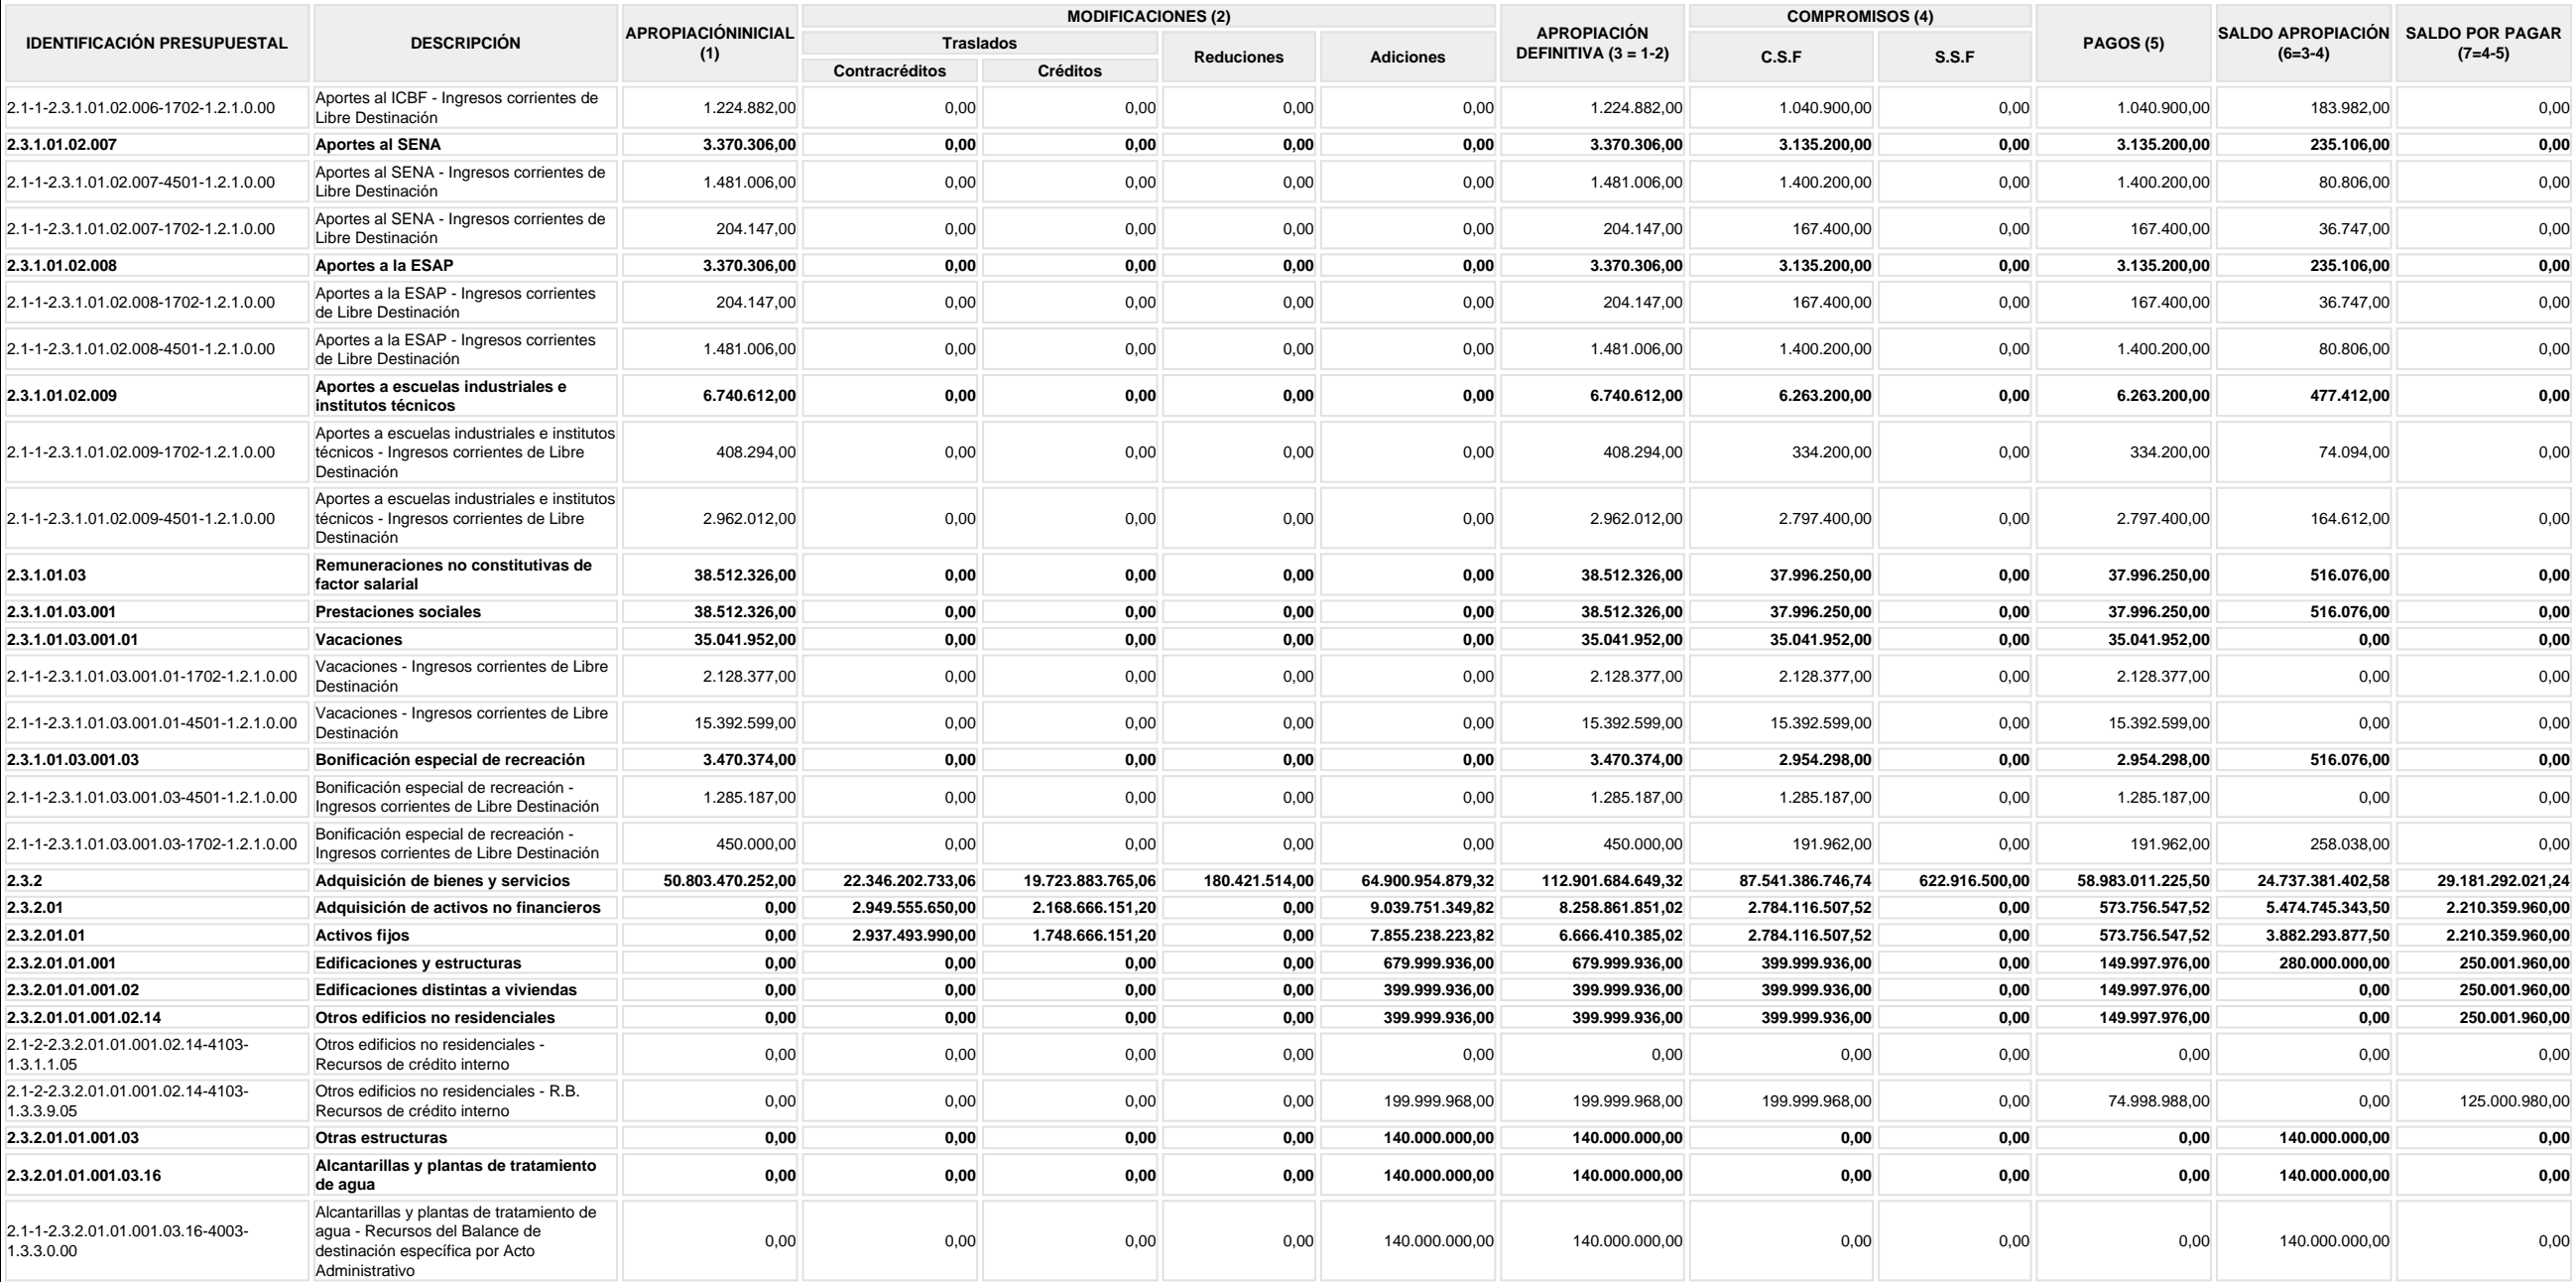 IDENTIFICACIÓN PRESUPUESTAL DESCRIPCIÓN APROPIACIÓNINICIAL (1) MODIFICACIONES (2) APROPIACIÓN DEFINITIVA (3 = 1-2) COMPROMISOS (4) PAGOS (5) SALDO APROPIACIÓN (6=3-4) SALDO POR PAGAR (7=4-5)
Traslados Reduciones Adiciones C.S.F S.S.F
Contracréditos Créditos
2.1-1-2.3.1.01.02.006-1702-1.2.1.0.00 Aportes al ICBF - Ingresos corrientes de Libre Destinación 1.224.882,00 0,00 0,00 0,00 0,00 1.224.882,00 1.040.900,00 0,00 1.040.900,00 183.982,00 0,00
2.3.1.01.02.007 Aportes al SENA 3.370.306,00 0,00 0,00 0,00 0,00 3.370.306,00 3.135.200,00 0,00 3.135.200,00 235.106,00 0,00
2.1-1-2.3.1.01.02.007-4501-1.2.1.0.00 Aportes al SENA - Ingresos corrientes de Libre Destinación 1.481.006,00 0,00 0,00 0,00 0,00 1.481.006,00 1.400.200,00 0,00 1.400.200,00 80.806,00 0,00
2.1-1-2.3.1.01.02.007-1702-1.2.1.0.00 Aportes al SENA - Ingresos corrientes de Libre Destinación 204.147,00 0,00 0,00 0,00 0,00 204.147,00 167.400,00 0,00 167.400,00 36.747,00 0,00
2.3.1.01.02.008 Aportes a la ESAP 3.370.306,00 0,00 0,00 0,00 0,00 3.370.306,00 3.135.200,00 0,00 3.135.200,00 235.106,00 0,00
2.1-1-2.3.1.01.02.008-1702-1.2.1.0.00 Aportes a la ESAP - Ingresos corrientes de Libre Destinación 204.147,00 0,00 0,00 0,00 0,00 204.147,00 167.400,00 0,00 167.400,00 36.747,00 0,00
2.1-1-2.3.1.01.02.008-4501-1.2.1.0.00 Aportes a la ESAP - Ingresos corrientes de Libre Destinación 1.481.006,00 0,00 0,00 0,00 0,00 1.481.006,00 1.400.200,00 0,00 1.400.200,00 80.806,00 0,00
2.3.1.01.02.009 Aportes a escuelas industriales e institutos técnicos 6.740.612,00 0,00 0,00 0,00 0,00 6.740.612,00 6.263.200,00 0,00 6.263.200,00 477.412,00 0,00
2.1-1-2.3.1.01.02.009-1702-1.2.1.0.00 Aportes a escuelas industriales e institutos técnicos - Ingresos corrientes de Libre Destinación 408.294,00 0,00 0,00 0,00 0,00 408.294,00 334.200,00 0,00 334.200,00 74.094,00 0,00
2.1-1-2.3.1.01.02.009-4501-1.2.1.0.00 Aportes a escuelas industriales e institutos técnicos - Ingresos corrientes de Libre Destinación 2.962.012,00 0,00 0,00 0,00 0,00 2.962.012,00 2.797.400,00 0,00 2.797.400,00 164.612,00 0,00
2.3.1.01.03 Remuneraciones no constitutivas de factor salarial 38.512.326,00 0,00 0,00 0,00 0,00 38.512.326,00 37.996.250,00 0,00 37.996.250,00 516.076,00 0,00
2.3.1.01.03.001 Prestaciones sociales 38.512.326,00 0,00 0,00 0,00 0,00 38.512.326,00 37.996.250,00 0,00 37.996.250,00 516.076,00 0,00
2.3.1.01.03.001.01 Vacaciones 35.041.952,00 0,00 0,00 0,00 0,00 35.041.952,00 35.041.952,00 0,00 35.041.952,00 0,00 0,00
2.1-1-2.3.1.01.03.001.01-1702-1.2.1.0.00 Vacaciones - Ingresos corrientes de Libre Destinación 2.128.377,00 0,00 0,00 0,00 0,00 2.128.377,00 2.128.377,00 0,00 2.128.377,00 0,00 0,00
2.1-1-2.3.1.01.03.001.01-4501-1.2.1.0.00 Vacaciones - Ingresos corrientes de Libre Destinación 15.392.599,00 0,00 0,00 0,00 0,00 15.392.599,00 15.392.599,00 0,00 15.392.599,00 0,00 0,00
2.3.1.01.03.001.03 Bonificación especial de recreación 3.470.374,00 0,00 0,00 0,00 0,00 3.470.374,00 2.954.298,00 0,00 2.954.298,00 516.076,00 0,00
2.1-1-2.3.1.01.03.001.03-4501-1.2.1.0.00 Bonificación especial de recreación - Ingresos corrientes de Libre Destinación 1.285.187,00 0,00 0,00 0,00 0,00 1.285.187,00 1.285.187,00 0,00 1.285.187,00 0,00 0,00
2.1-1-2.3.1.01.03.001.03-1702-1.2.1.0.00 Bonificación especial de recreación - Ingresos corrientes de Libre Destinación 450.000,00 0,00 0,00 0,00 0,00 450.000,00 191.962,00 0,00 191.962,00 258.038,00 0,00
2.3.2 Adquisición de bienes y servicios 50.803.470.252,00 22.346.202.733,06 19.723.883.765,06 180.421.514,00 64.900.954.879,32 112.901.684.649,32 87.541.386.746,74 622.916.500,00 58.983.011.225,50 24.737.381.402,58 29.181.292.021,24
2.3.2.01 Adquisición de activos no financieros 0,00 2.949.555.650,00 2.168.666.151,20 0,00 9.039.751.349,82 8.258.861.851,02 2.784.116.507,52 0,00 573.756.547,52 5.474.745.343,50 2.210.359.960,00
2.3.2.01.01 Activos fijos 0,00 2.937.493.990,00 1.748.666.151,20 0,00 7.855.238.223,82 6.666.410.385,02 2.784.116.507,52 0,00 573.756.547,52 3.882.293.877,50 2.210.359.960,00
2.3.2.01.01.001 Edificaciones y estructuras 0,00 0,00 0,00 0,00 679.999.936,00 679.999.936,00 399.999.936,00 0,00 149.997.976,00 280.000.000,00 250.001.960,00
2.3.2.01.01.001.02 Edificaciones distintas a viviendas 0,00 0,00 0,00 0,00 399.999.936,00 399.999.936,00 399.999.936,00 0,00 149.997.976,00 0,00 250.001.960,00
2.3.2.01.01.001.02.14 Otros edificios no residenciales 0,00 0,00 0,00 0,00 399.999.936,00 399.999.936,00 399.999.936,00 0,00 149.997.976,00 0,00 250.001.960,00
2.1-2-2.3.2.01.01.001.02.14-4103-1.3.1.1.05 Otros edificios no residenciales - Recursos de crédito interno 0,00 0,00 0,00 0,00 0,00 0,00 0,00 0,00 0,00 0,00 0,00
2.1-2-2.3.2.01.01.001.02.14-4103-1.3.3.9.05 Otros edificios no residenciales - R.B. Recursos de crédito interno 0,00 0,00 0,00 0,00 199.999.968,00 199.999.968,00 199.999.968,00 0,00 74.998.988,00 0,00 125.000.980,00
2.3.2.01.01.001.03 Otras estructuras 0,00 0,00 0,00 0,00 140.000.000,00 140.000.000,00 0,00 0,00 0,00 140.000.000,00 0,00
2.3.2.01.01.001.03.16 Alcantarillas y plantas de tratamiento de agua 0,00 0,00 0,00 0,00 140.000.000,00 140.000.000,00 0,00 0,00 0,00 140.000.000,00 0,00
2.1-1-2.3.2.01.01.001.03.16-4003-1.3.3.0.00 Alcantarillas y plantas de tratamiento de agua - Recursos del Balance de destinación específica por Acto Administrativo 0,00 0,00 0,00 0,00 140.000.000,00 140.000.000,00 0,00 0,00 0,00 140.000.000,00 0,00